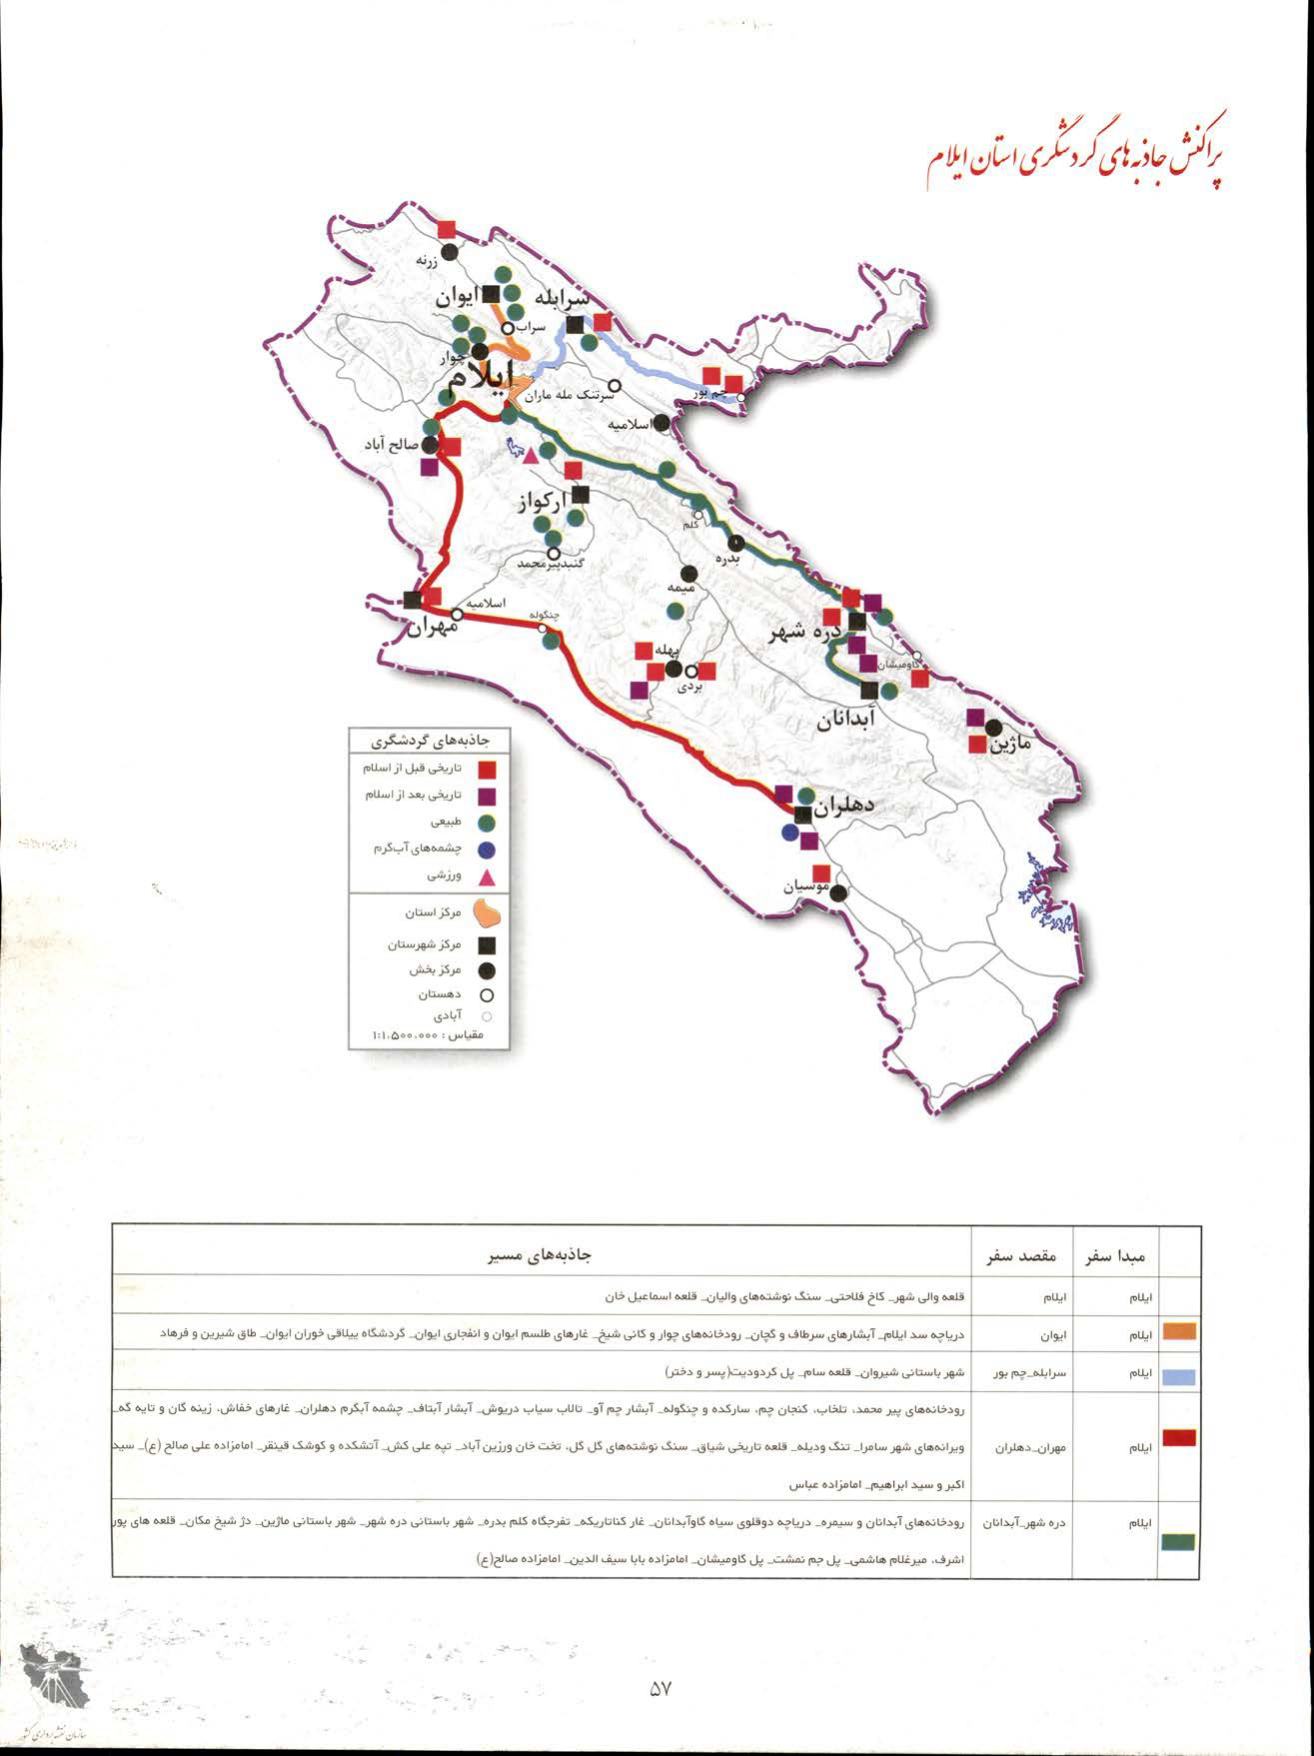 پراکنش جاذبه‌های گردشگری استان ایلام
زرنه
ایوان
سرابله
سراب
چوار
ایلام
سرتنک مله ماران
چم بور
اسلامیه
صالح آباد
ارکواز
کلم
بدره
گنبدپیرمحمد
میمه
اسلامیه
مهران
چنگوله
دره شهر
پهله
بردی
گاومیشان
آبدانان
ماژین
دهلران
موسیان
جاذبه‌های گردشگری
تاریخی قبل از اسلام
تاریخی بعد از اسلام
طبیعی
چشمه‌های آب‌گرم
ورزشی
مرکز استان
مرکز شهرستان
مرکز بخش
دهستان
آبادی
مقیاس : ۱:۱,۵۰۰,۰۰۰
مبدا سفر مقصد سفر جاذبه‌های مسیر
ایلام ایلام قلعه والی شهر_ کاخ فلاحتی_ سنگ نوشته‌های والیان_ قلعه اسماعیل خان
ایلام ایوان دریاچه سد ایلام_ آبشارهای سرطاف و گچان_ رودخانه‌های چوار و کانی شیخ_ غارهای طلسم ایوان و انفجاری ایوان_ گردشگاه ییلاقی خوران ایوان_ طاق شیرین و فرهاد
ایلام سرابله_چم بور شهر باستانی شیروان_ قلعه سام_ پل کردودیت(پسر و دختر)
رودخانه‌های پیر محمد، تلخاب، کنجان چم، سارکده و چنگوله_ آبشار چم آو_ تالاب سیاب دریوش_ آبشار آبتاف_ چشمه آبگرم دهلران_ غارهای خفاش، زینه گان و تایه گه_
ایلام مهران_دهلران ویرانه‌های شهر سامرا_ تنگ ودیله_ قلعه تاریخی شیاق_ سنگ نوشته‌های گل گل، تخت خان ورزین آباد_ تپه علی کش_ آتشکده و کوشک قینقر_ امامزاده علی صالح (ع)_ سید
اکبر و سید ابراهیم_ امامزاده عباس
ایلام دره شهر_آبدانان رودخانه‌های آبدانان و سیمره_ دریاچه دوقلوی سیاه گاوآبدانان_ غار کناتاریکه_ تفرجگاه کلم بدره_ شهر باستانی دره شهر_ شهر باستانی ماژین_ دژ شیخ مکان_ قلعه های پور
اشرف، میرغلام هاشمی_ پل جم نمشت_ پل گاومیشان_ امامزاده بابا سیف الدین_ امامزاده صالح(ع)
۵۷
سازمان نقشه برداری کشور